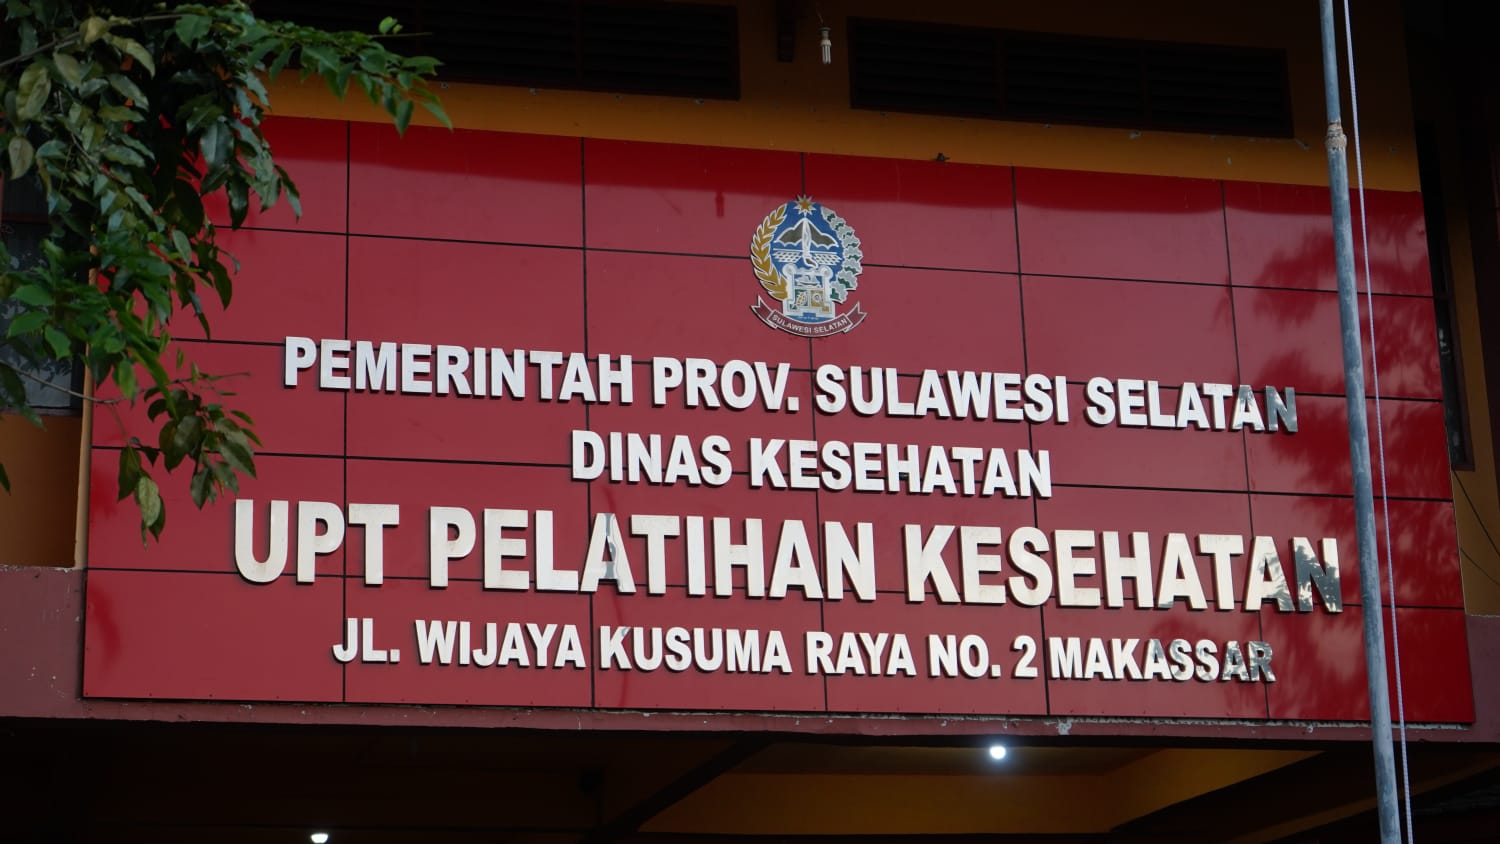 SULAWESI SELATAN
PEMERINTAH PROV. SULAWESI SELATAN
DINAS KESEHATAN
UPT PELATIHAN KESEHATAN
JL. WIJAYA KUSUMA RAYA NO. 2 MAKASSAR